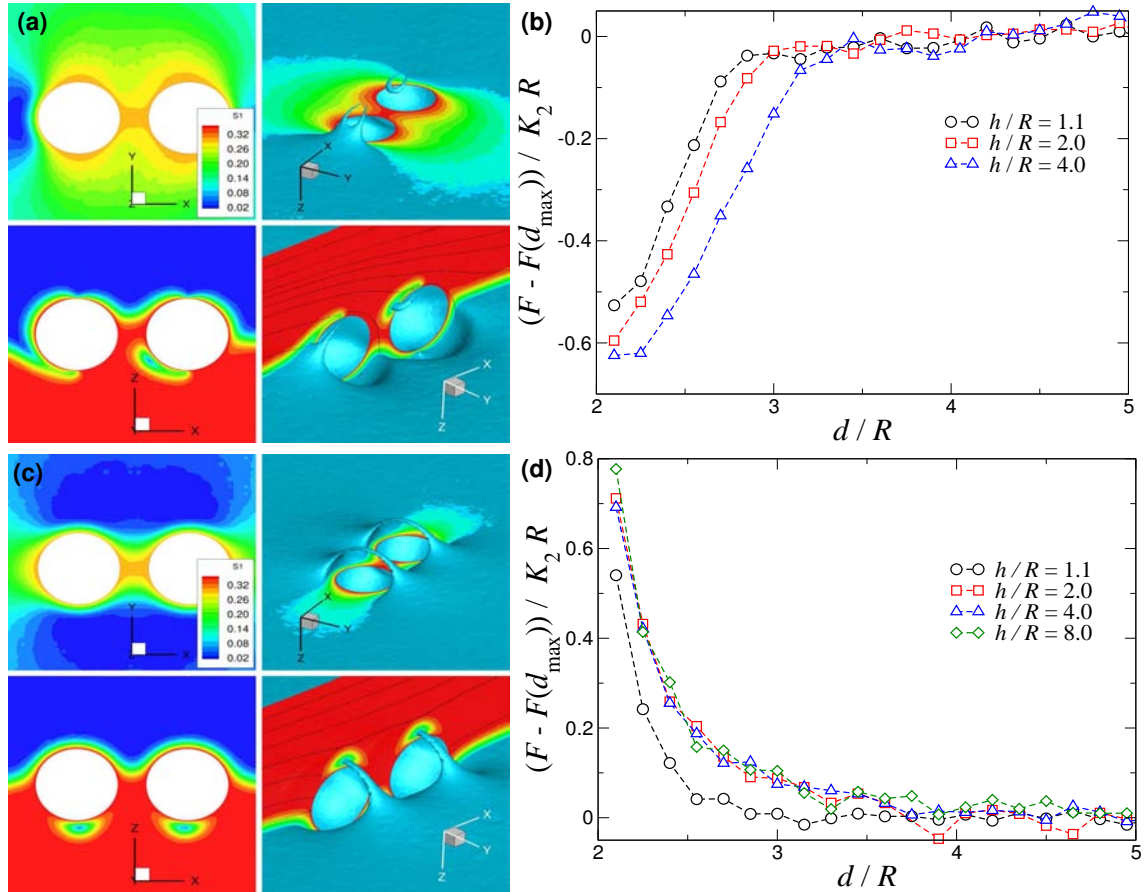 (a)
S1
0.32
0.26
0.20
0.14
0.08
0.02
Y
Z
X
X
Y
Z
Z
Y
X
X
Y
Z
(b)
(F - F(d_max)) / K_2 R
0
-0.2
-0.4
-0.6
h / R = 1.1
h / R = 2.0
h / R = 4.0
2
3
4
5
d / R
(c)
S1
0.32
0.26
0.20
0.14
0.08
0.02
Y
Z
X
X
Y
Z
Z
Y
X
X
Y
Z
(d)
(F - F(d_max)) / K_2 R
0.8
0.6
0.4
0.2
0
h / R = 1.1
h / R = 2.0
h / R = 4.0
h / R = 8.0
2
3
4
5
d / R